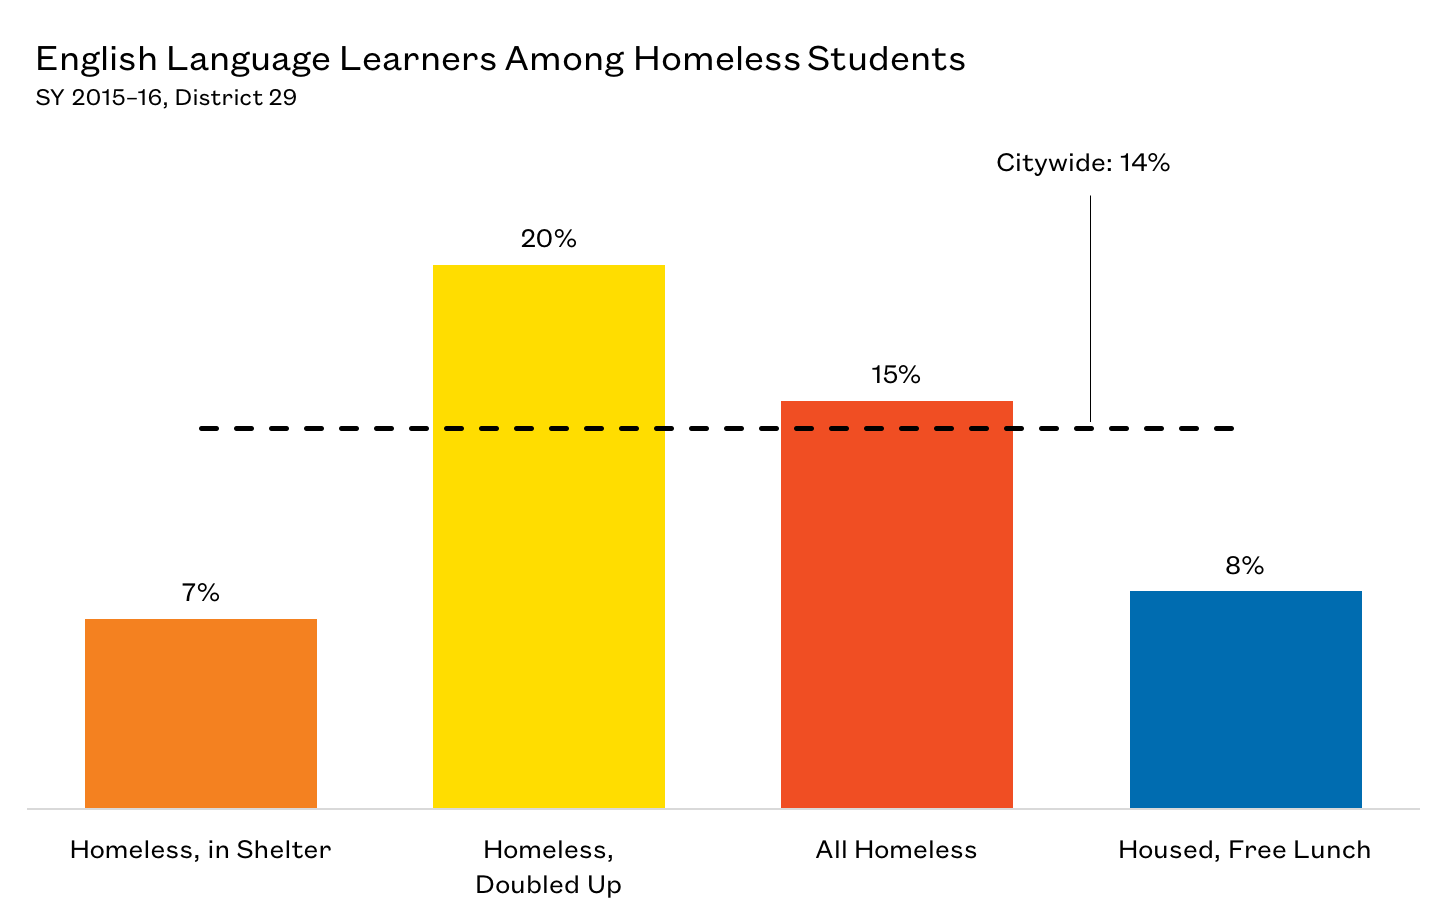 English Language Learners Among Homeless Students
SY 2015–16, District 29
Citywide: 14%
20%
15%
7%
8%
Homeless, in Shelter
Homeless,
Doubled Up
All Homeless
Housed, Free Lunch